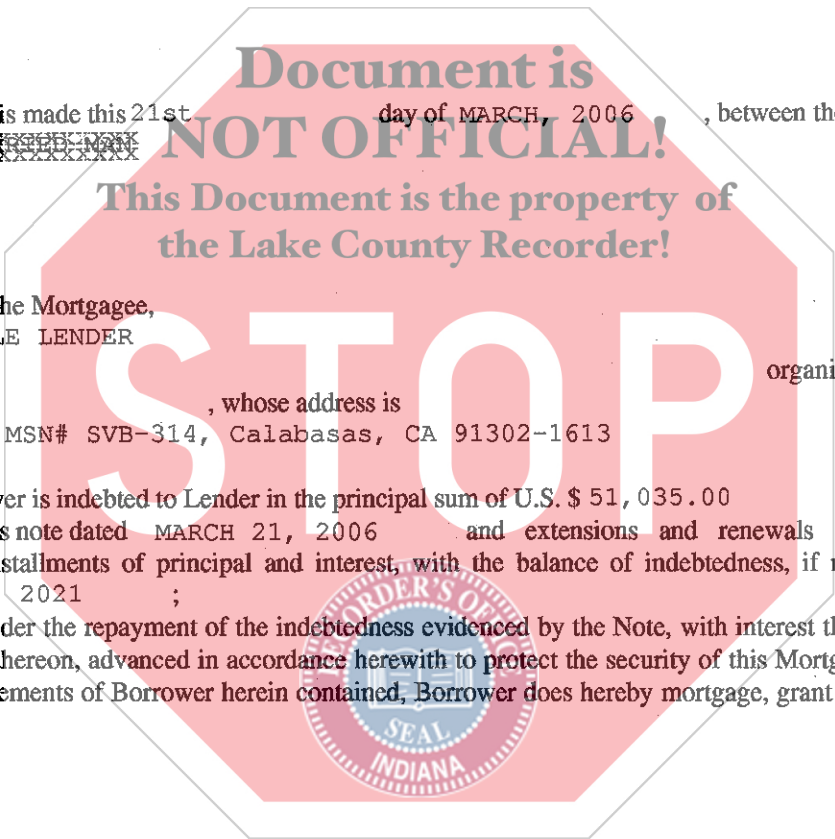 Document is
is made this 21st day of MARCH, 2006 , between the
RIED MAN
NOT OFFICIAL!
This Document is the property of
the Lake County Recorder!
he Mortgagee,
E LENDER
organi
, whose address is
MSN# SVB-314, Calabasas, CA 91302-1613
STOP
er is indebted to Lender in the principal sum of U.S. $ 51,035.00
s note dated MARCH 21, 2006 and extensions and renewals
stallments of principal and interest, with the balance of indebtedness, if
2021 ;
der the repayment of the indebtedness evidenced by the Note, with interest th
hereon, advanced in accordance herewith to protect the security of this Mortg
ements of Borrower herein contained, Borrower does hereby mortgage, grant
RECORDER'S OFFICE
SEAL
INDIANA